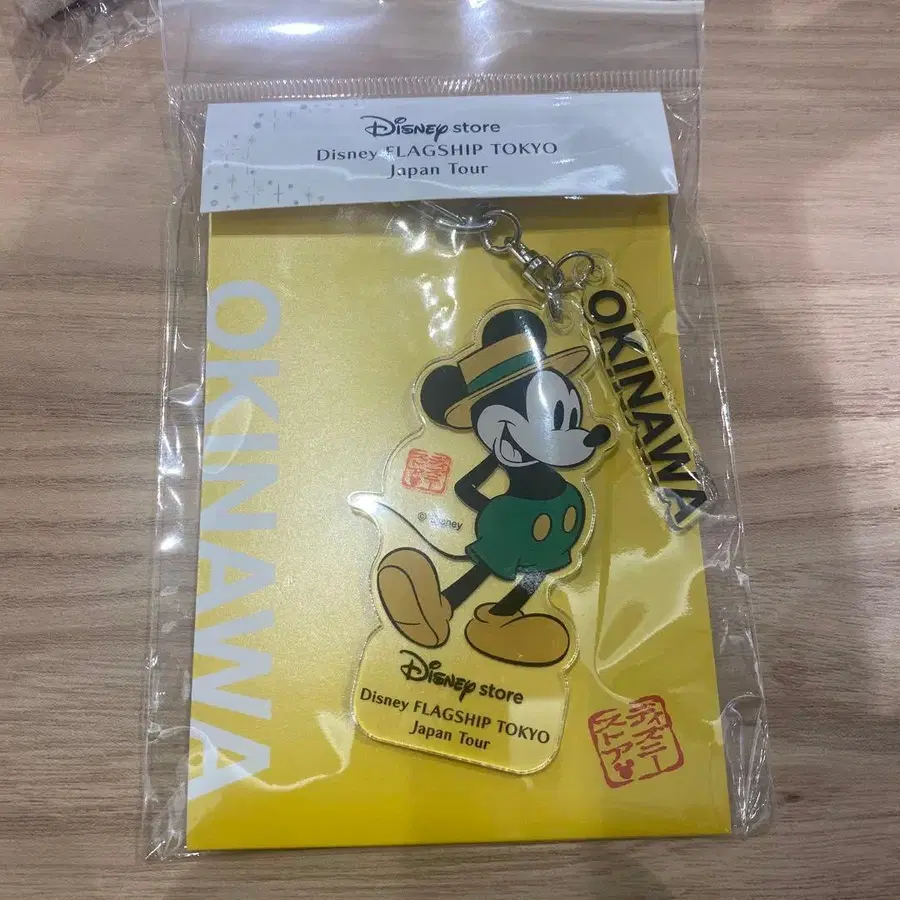 Disney store
Disney FLAGSHIP TOKYO
Japan Tour
OKINAWA
OKINAWA
© Disney
Disney store
Disney FLAGSHIP TOKYO
Japan Tour
ディズニー
ストア